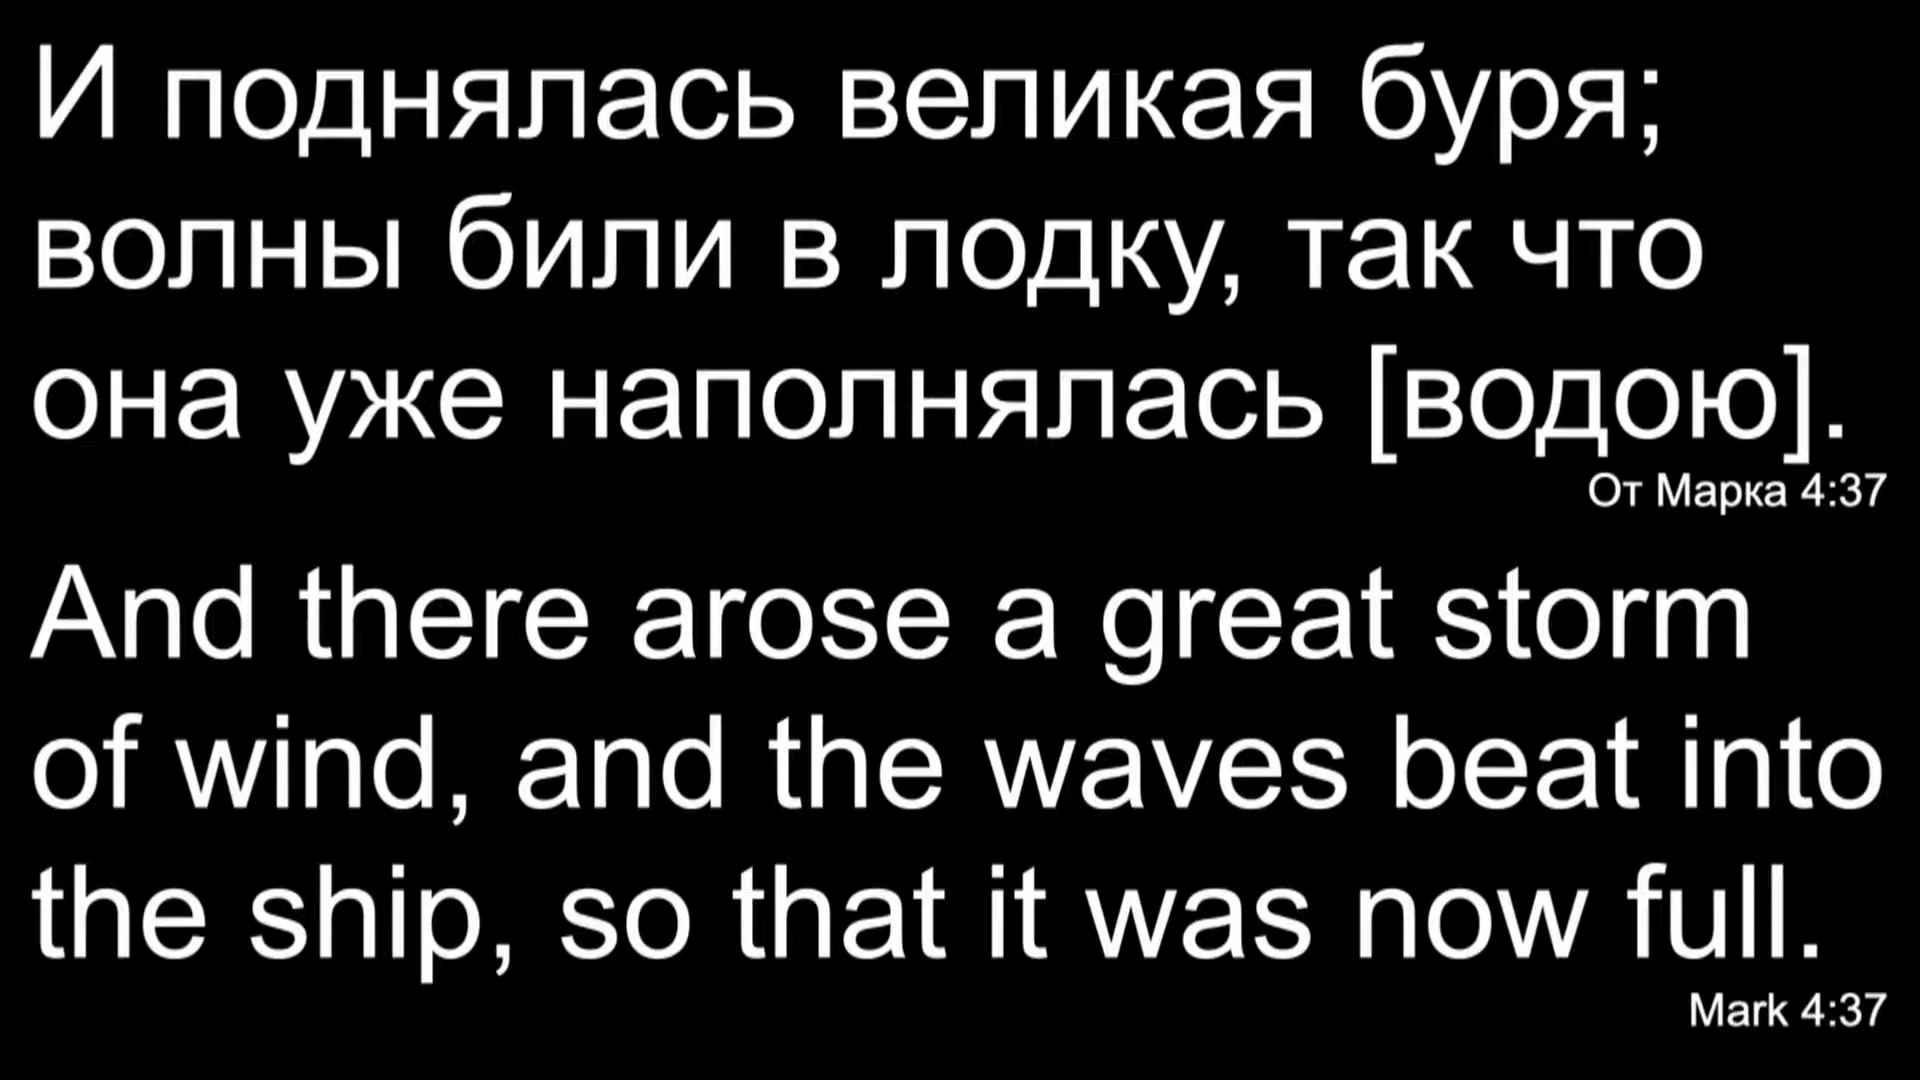 И поднялась великая буря;
волны били в лодку, так что
она уже наполнялась [водою].
От Марка 4:37
And there arose a great storm
of wind, and the waves beat into
the ship, so that it was now full.
Mark 4:37